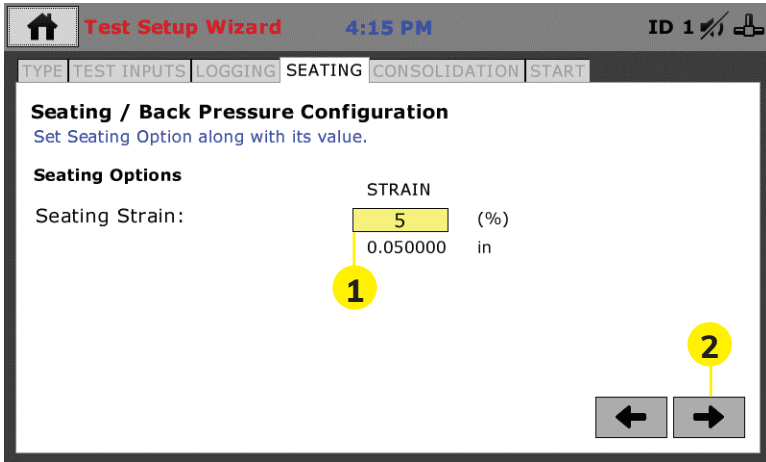 Test Setup Wizard 4:15 PM ID 1
TYPE TEST INPUTS LOGGING SEATING CONSOLIDATION START
Seating / Back Pressure Configuration
Set Seating Option along with its value.
Seating Options
STRAIN
Seating Strain: 5 (%)
0.050000 in
1
2